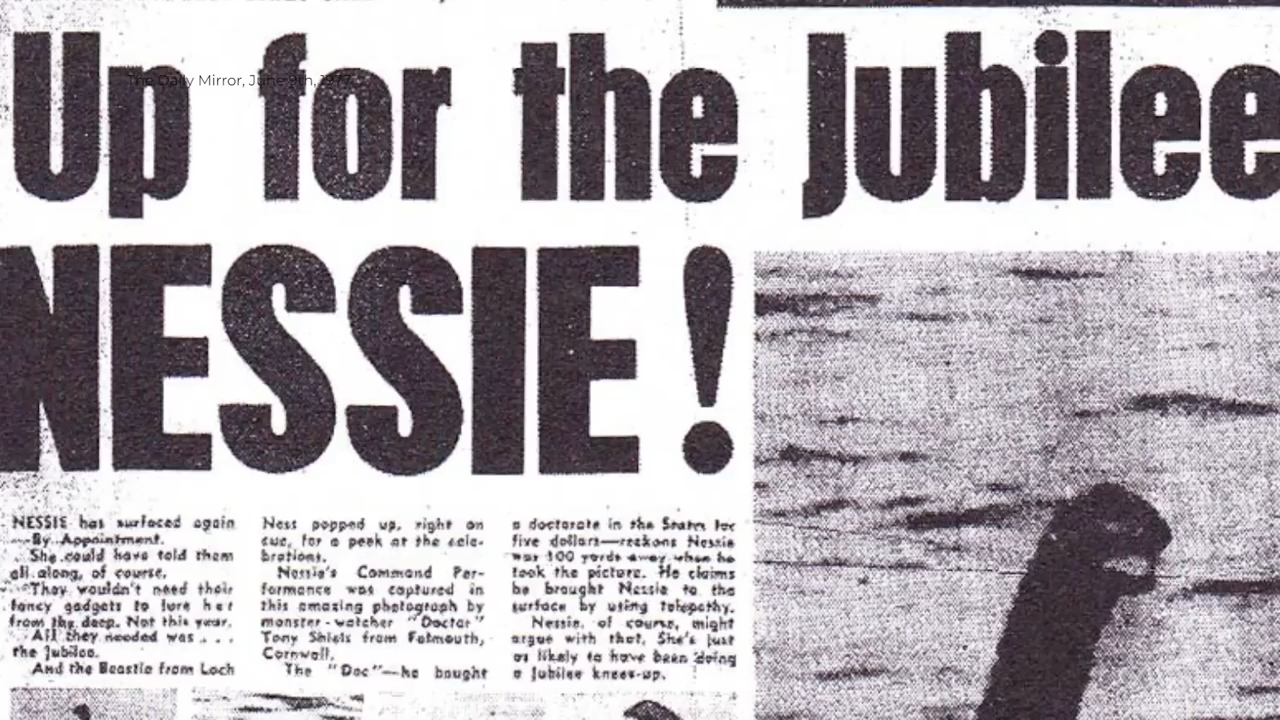 The Daily Mirror, June 9th, 1977
Up for the Jubilee
NESSIE!
NESSIE has surfaced again
—By Appointment.
She could have told them
all along, of course.
They wouldn't need their
fancy gadgets to lure her
from the deep. Not this year.
All they needed was . . .
the Jubilee.
And the Beastie from Loch
Ness popped up, right on
cue, for a peek at the cele-
brations.
Nessie's Command Per-
formance was captured in
this amazing photograph by
monster-watcher "Doctor"
Tony Shiels from Falmouth,
Cornwall.
The "Doc"—he bought
a doctorate in the States for
five dollars—reckons Nessie
was 100 yards away when he
took the picture. He claims
he brought Nessie to the
surface by using telepathy.
Nessie, of course, might
argue with that. She's just
as likely to have been doing
a Jubilee knees-up.